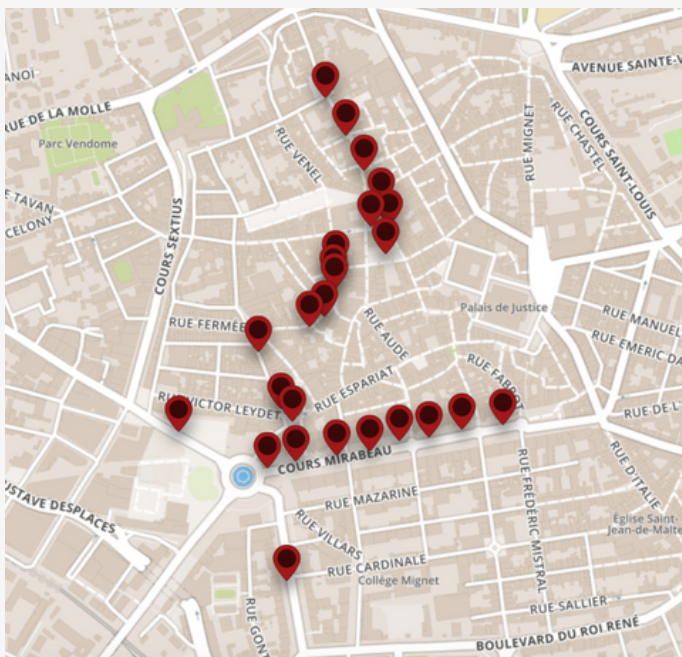 ANOÏ
AVENUE SAINTE-V
RUE DE LA MOLLE
COURS SAINT-LOUIS
RUE CHASTEL
RUE MIGNET
Parc Vendome
RUE VENEL
E TAVAN
CELONY
COURS SEXTIUS
Palais de Justice
RUE MANUEL
RUE FERMÉE
RUE AUDE
RUE ÉMERIC DA
RUE FABROT
RUE ESPARIAT
RUE VICTOR LEYDET
RUE DE L'
COURS MIRABEAU
RUE D'ITALIE
RUE MAZARINE
USTAVE DESPLACES
RUE FRÉDÉRIC MISTRAL
RUE VILLARS
Église Saint-
Jean-de-Malte
RUE CARDINALE
Collège Mignet
RUE GONT
RUE SALLIER
BOULEVARD DU ROI RENÉ